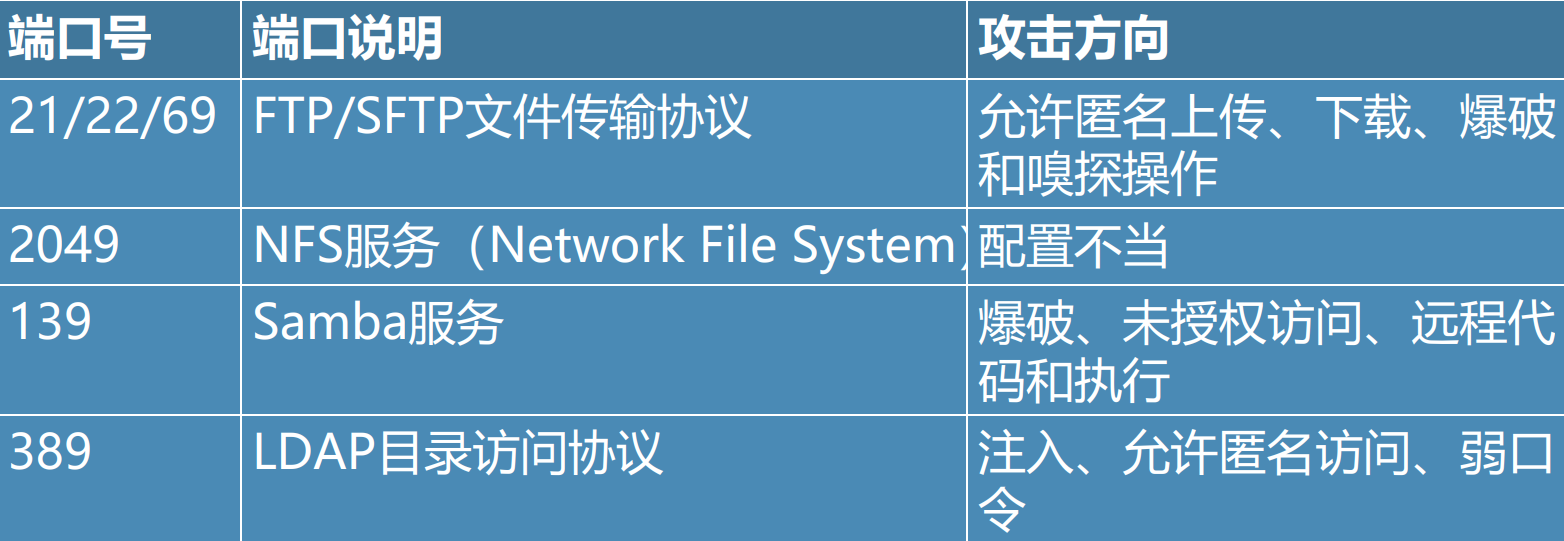 端口号 端口说明 攻击方向
21/22/69 FTP/SFTP文件传输协议 允许匿名上传、下载、爆破
和嗅探操作
2049 NFS服务（Network File System） 配置不当
139 Samba服务 爆破、未授权访问、远程代
码和执行
389 LDAP目录访问协议 注入、允许匿名访问、弱口
令